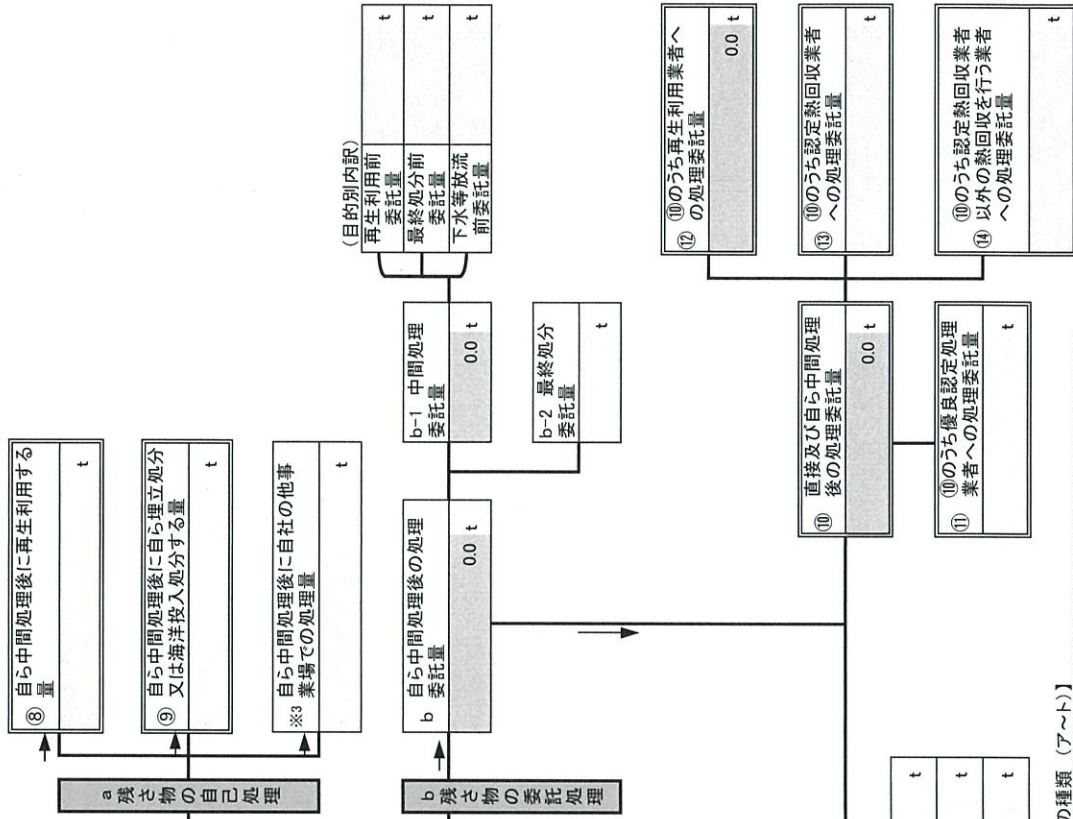 ⑧ 自ら中間処理後に再生利用する
量
t
⑨ 自ら中間処理後に自ら埋立処分
又は海洋投入処分する量
t
※3 自ら中間処理後に自社の他事
業場での処理量
t
a
残さ物の自己処理
b
残さ物の委託処理
b 自ら中間処理後の処理
委託量
0.0 t
b-1 中間処理
委託量
0.0 t
b-2 最終処分
委託量
t
(目的別内訳)
再生利用前
委託量
t
最終処分前
委託量
t
下水等放流
前委託量
t
⑩ 直接及び自ら中間処理
後の処理委託量
0.0 t
⑪ ⑩のうち優良認定処理
業者への処理委託量
t
⑫ ⑩のうち再生利用業者へ
の処理委託量
0.0 t
⑬ ⑩のうち認定熱回収業者
への処理委託量
t
⑭ ⑩のうち認定熱回収業者
以外の熱回収を行う業者
への処理委託量
t
t
t
t
の種類 (ア～ト)】